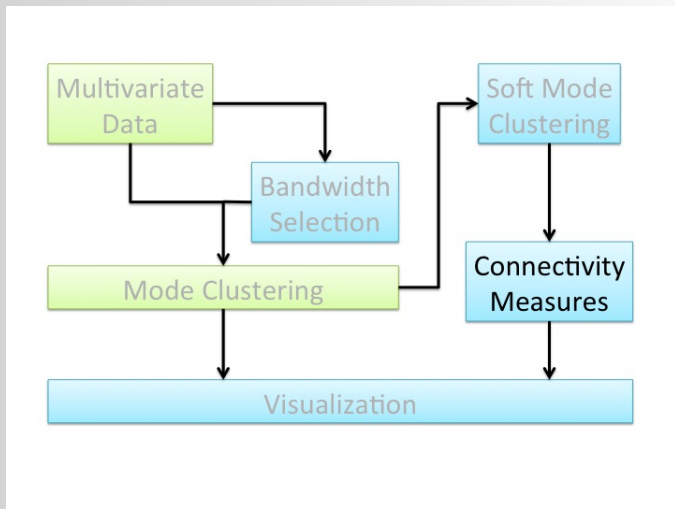 Multivariate
Data
Soft Mode
Clustering
Bandwidth
Selection
Connectivity
Measures
Mode Clustering
Visualization